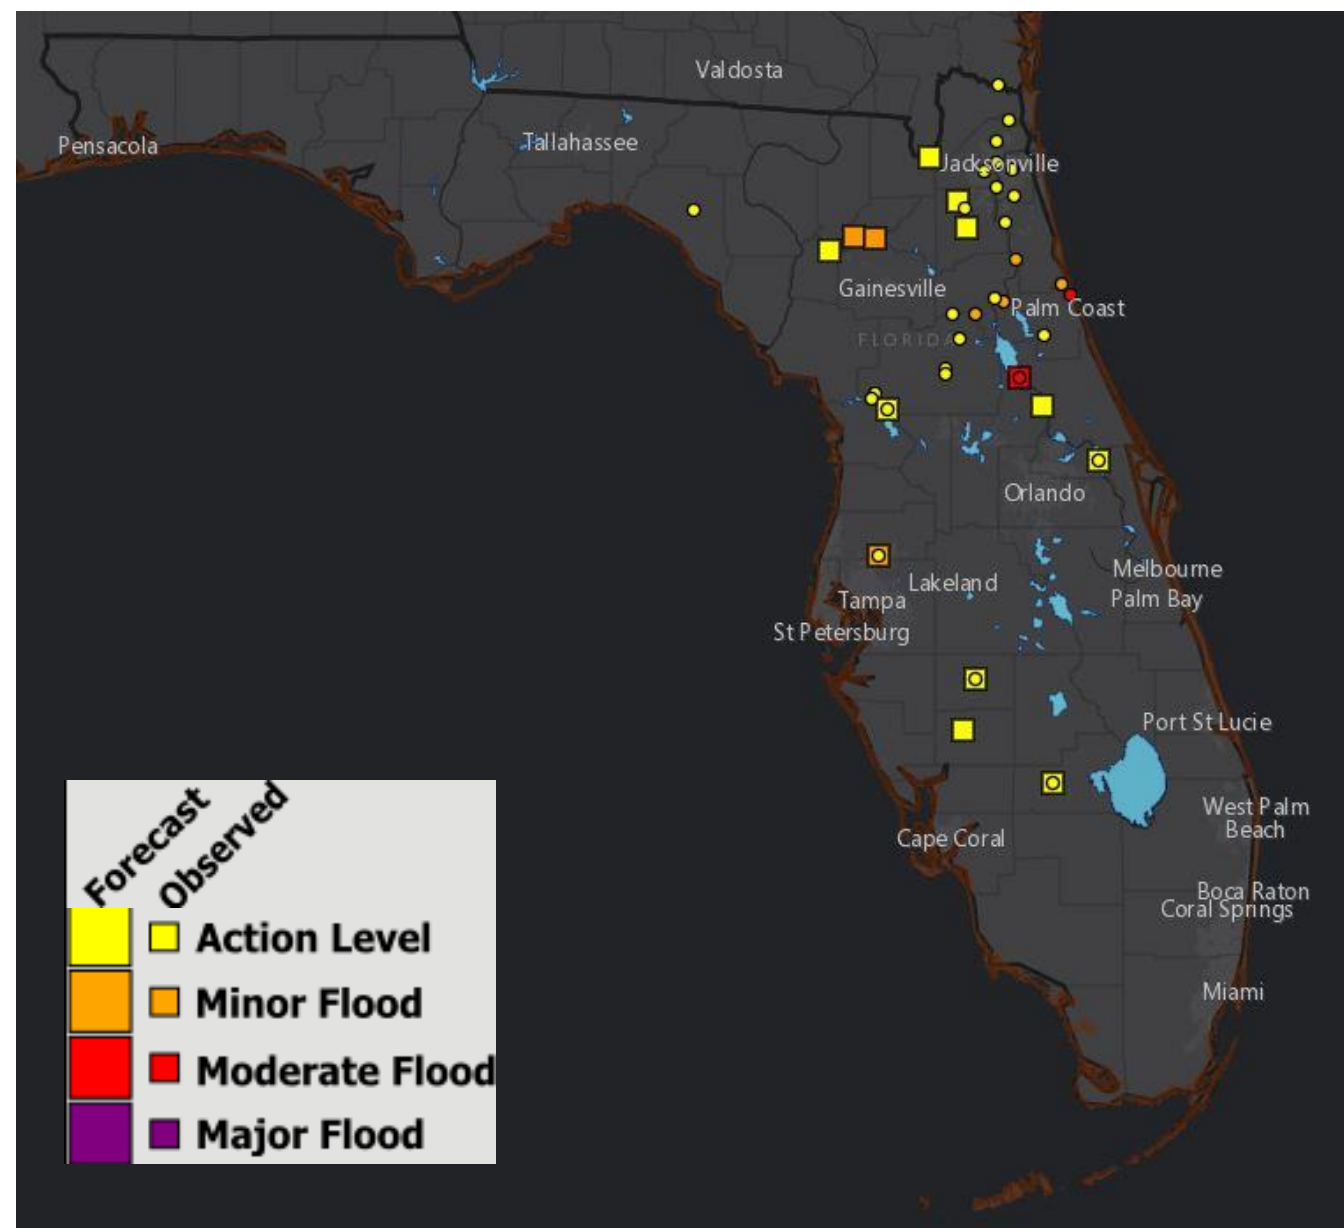 Valdosta
Pensacola
Tallahassee
Jacksonville
Gainesville
Palm Coast
FLORIDA
Orlando
Melbourne
Lakeland
Palm Bay
Tampa
St Petersburg
Port St Lucie
West Palm
Beach
Cape Coral
Boca Raton
Coral Springs
Miami
Forecast
Observed
Action Level
Minor Flood
Moderate Flood
Major Flood